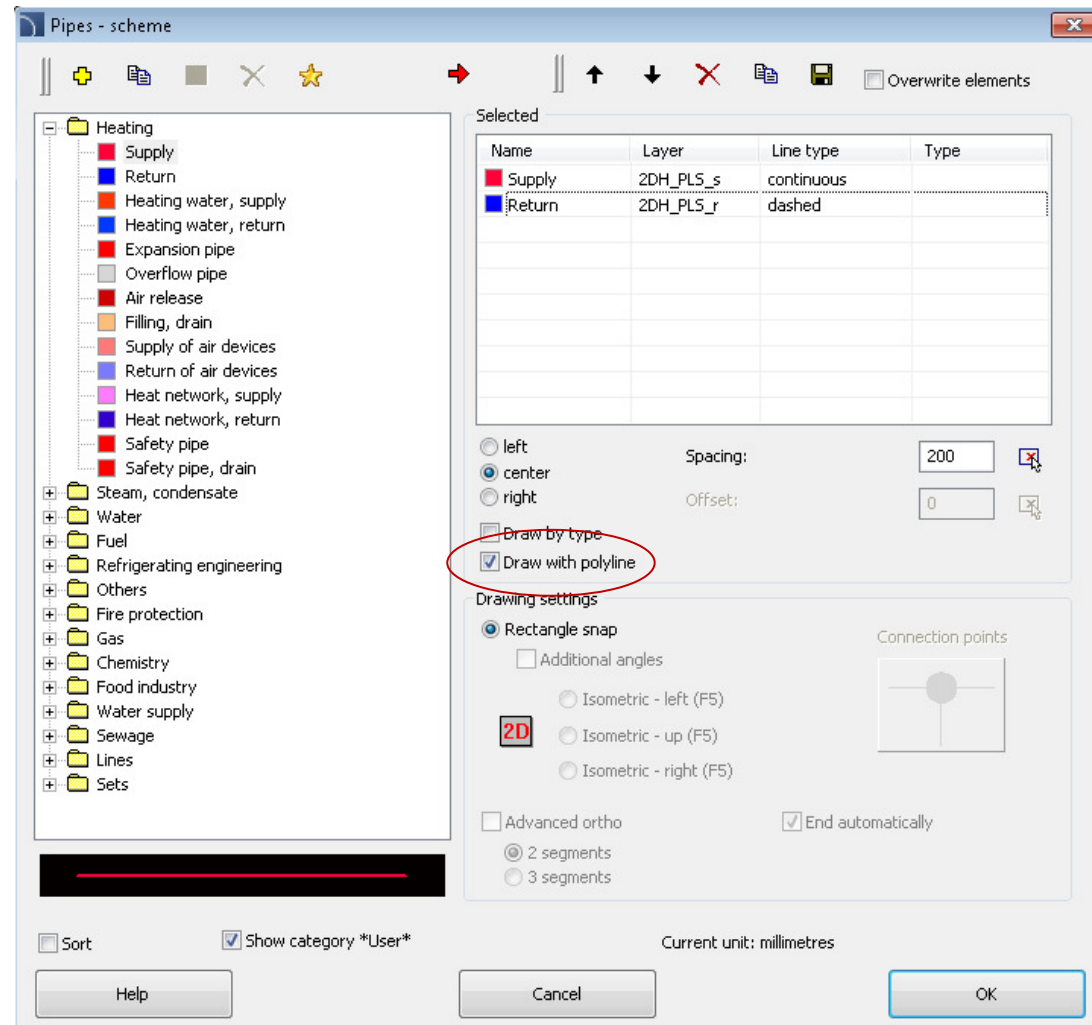 Pipes - scheme
Overwrite elements
Heating
Supply
Return
Heating water, supply
Heating water, return
Expansion pipe
Overflow pipe
Air release
Filling, drain
Supply of air devices
Return of air devices
Heat network, supply
Heat network, return
Safety pipe
Safety pipe, drain
Steam, condensate
Water
Fuel
Refrigerating engineering
Others
Fire protection
Gas
Chemistry
Food industry
Water supply
Sewage
Lines
Sets
Selected
Name Layer Line type Type
Supply 2DH_PLS_s continuous
Return 2DH_PLS_r dashed
left
center
right
Spacing: 200
Offset: 0
Draw by type
Draw with polyline
Drawing settings
Rectangle snap
Additional angles
Isometric - left (F5)
2D
Isometric - up (F5)
Isometric - right (F5)
Connection points
Advanced ortho
End automatically
2 segments
3 segments
Sort
Show category *User*
Current unit: millimetres
Help
Cancel
OK